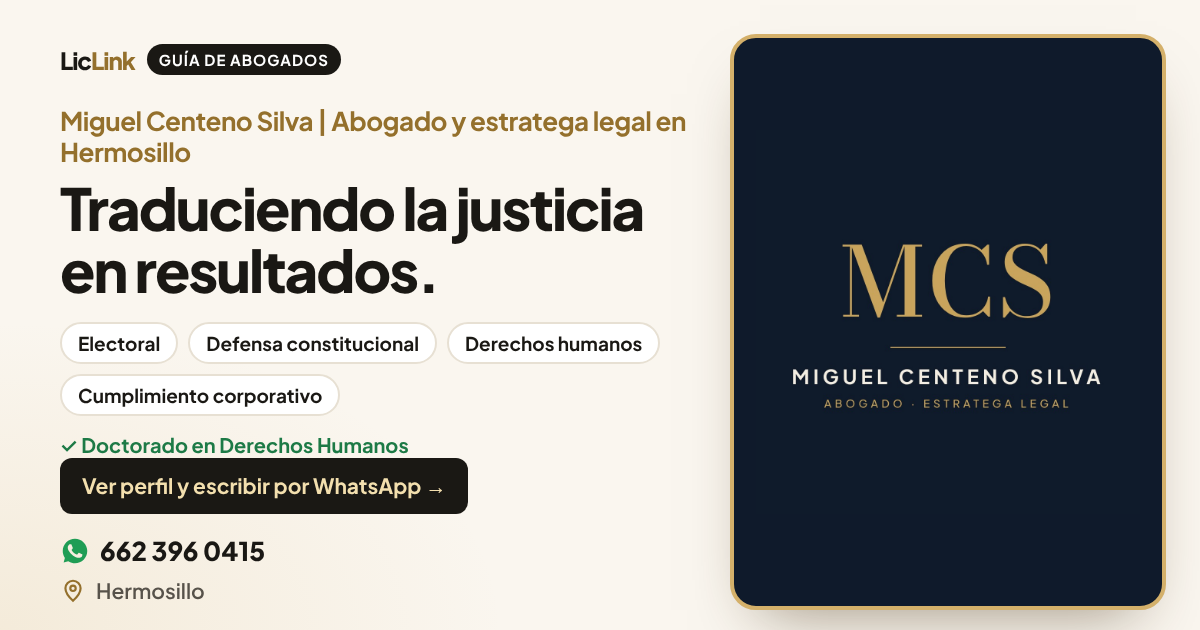 LicLink
GUÍA DE ABOGADOS
Miguel Centeno Silva | Abogado y estratega legal en
Hermosillo
Traduciendo la justicia
en resultados.
Electoral
Defensa constitucional
Derechos humanos
Cumplimiento corporativo
✓ Doctorado en Derechos Humanos
Ver perfil y escribir por WhatsApp →
662 396 0415
Hermosillo
MCS
MIGUEL CENTENO SILVA
ABOGADO · ESTRATEGA LEGAL